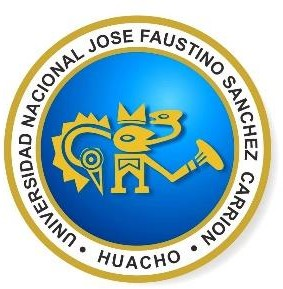 UNIVERSIDAD NACIONAL JOSE FAUSTINO SANCHEZ CARRION
· HUACHO ·